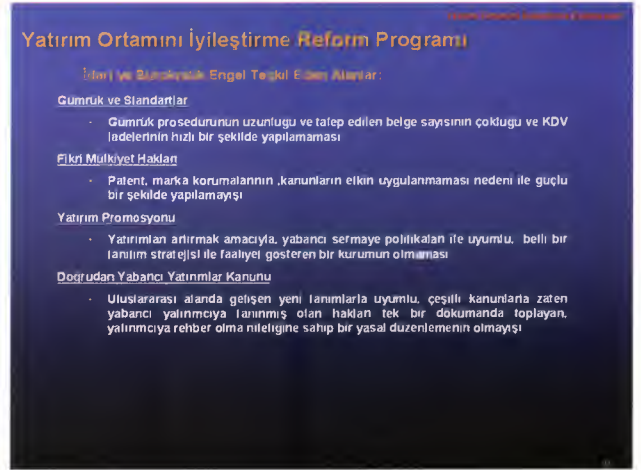 Yatırım Ortamını İyileştirme Reform Programı
İdari ve Bürokratik Engel Teşkil Eden Alanlar:
Gümrük ve Standartlar
- Gümrük prosedürünün uzunluğu ve talep edilen belge sayısının çokluğu ve KDV
iadelerinin hızlı bir şekilde yapılamaması
Fikri Mülkiyet Hakları
- Patent, marka korumalarının ,kanunların etkin uygulanmaması nedeni ile güçlü
bir şekilde yapılamayışı
Yatırım Promosyonu
- Yatırımları artırmak amacıyla, yabancı sermaye politikaları ile uyumlu, belli bir
tanıtım stratejisi ile faaliyet gösteren bir kurumun olmaması
Doğrudan Yabancı Yatırımlar Kanunu
- Uluslararası alanda gelişen yeni tanımlarla uyumlu, çeşitli kanunlarla zaten
yabancı yatırımcıya tanınmış olan hakları tek bir dökümanda toplayan,
yatırımcıya rehber olma niteliğine sahip bir yasal düzenlemenin olmayışı